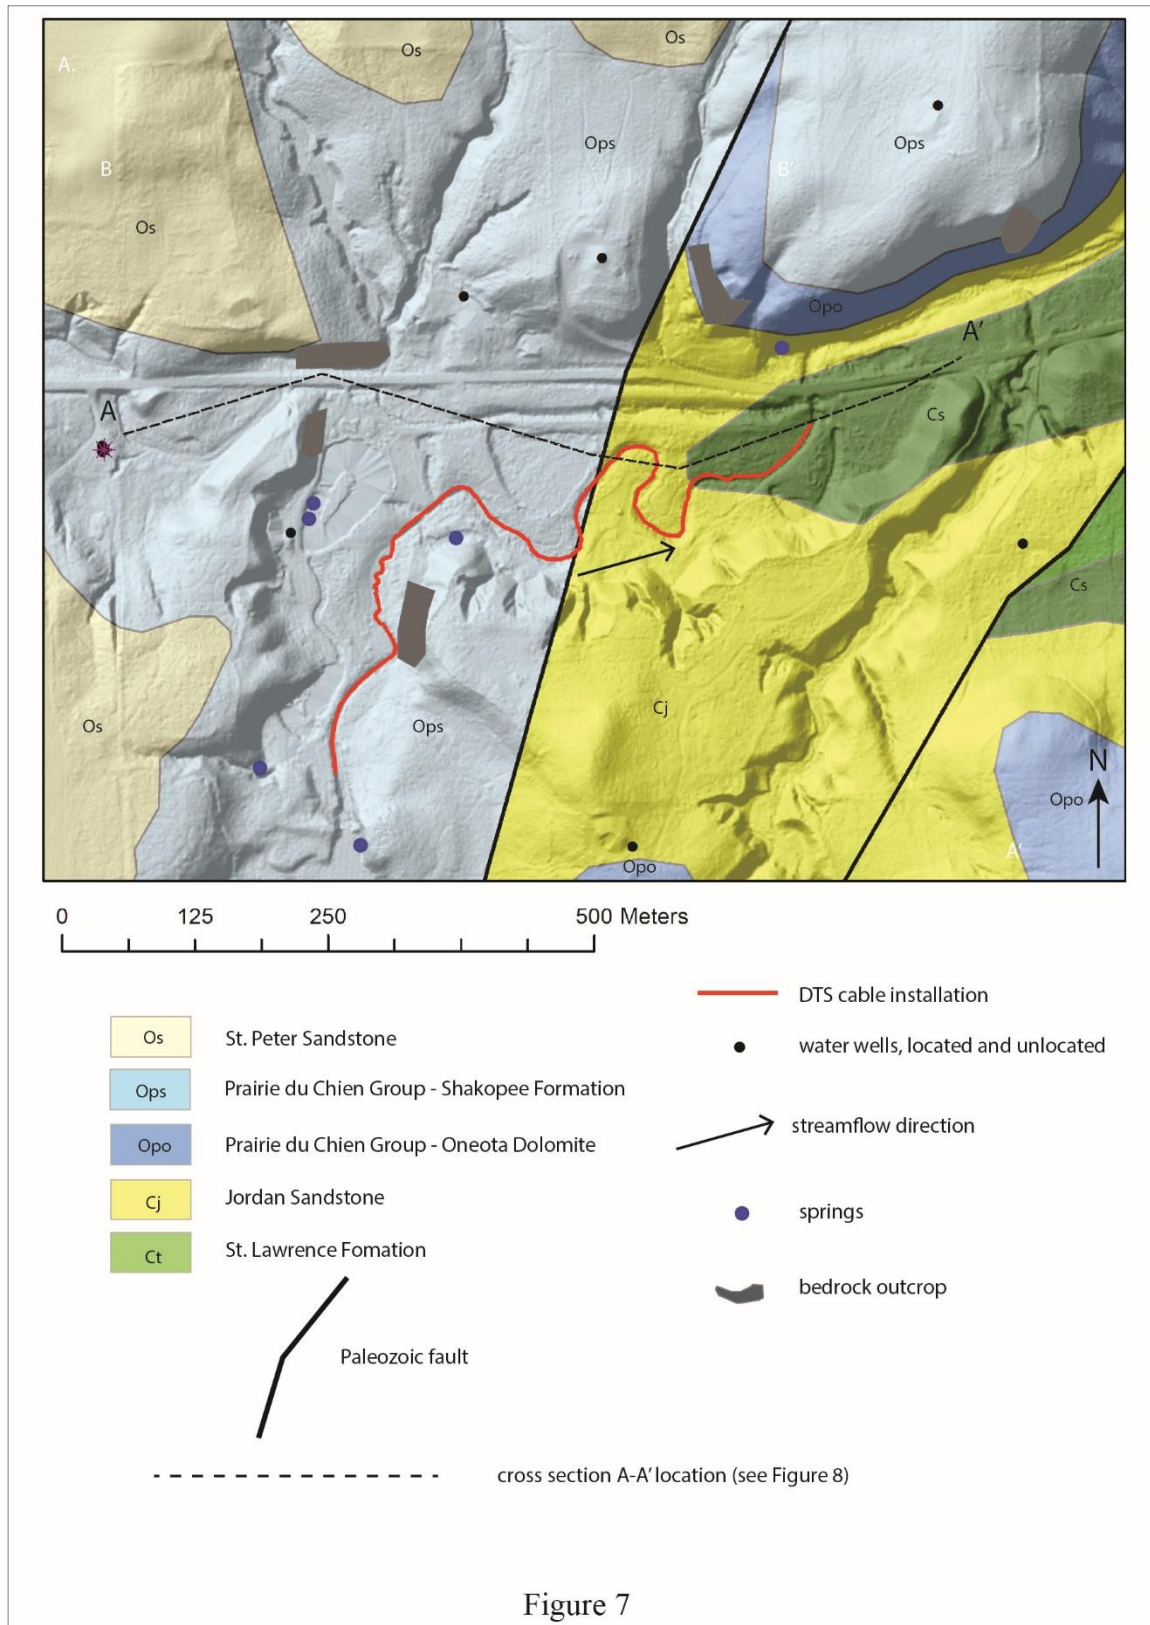 A.
Os
Os
Ops
Ops
B
B'
Os
Opo
A'
A
Cs
Cs
Os
Ops
Cj
N
Opo
A'
Opo
0 125 250 500 Meters
DTS cable installation
Os St. Peter Sandstone
water wells, located and unlocated
Ops Prairie du Chien Group - Shakopee Formation
streamflow direction
Opo Prairie du Chien Group - Oneota Dolomite
Cj Jordan Sandstone
springs
Ct St. Lawrence Fomation
bedrock outcrop
Paleozoic fault
cross section A-A' location (see Figure 8)
Figure 7